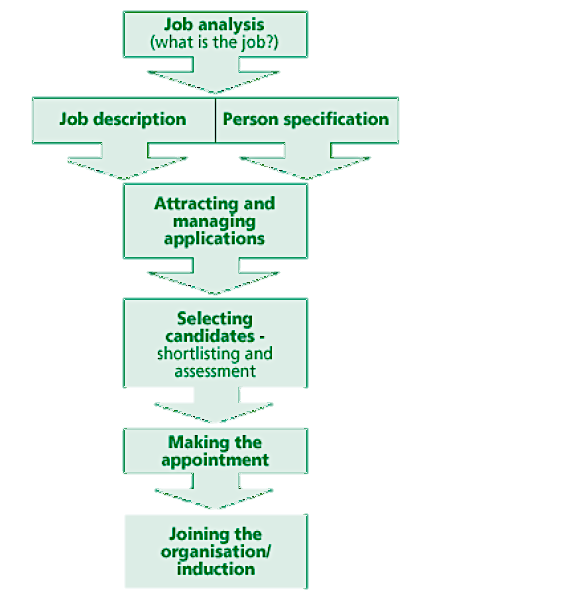 Job analysis
(what is the job?)
Job description
Person specification
Attracting and
managing
applications
Selecting
candidates -
shortlisting and
assessment
Making the
appointment
Joining the
organisation/
induction